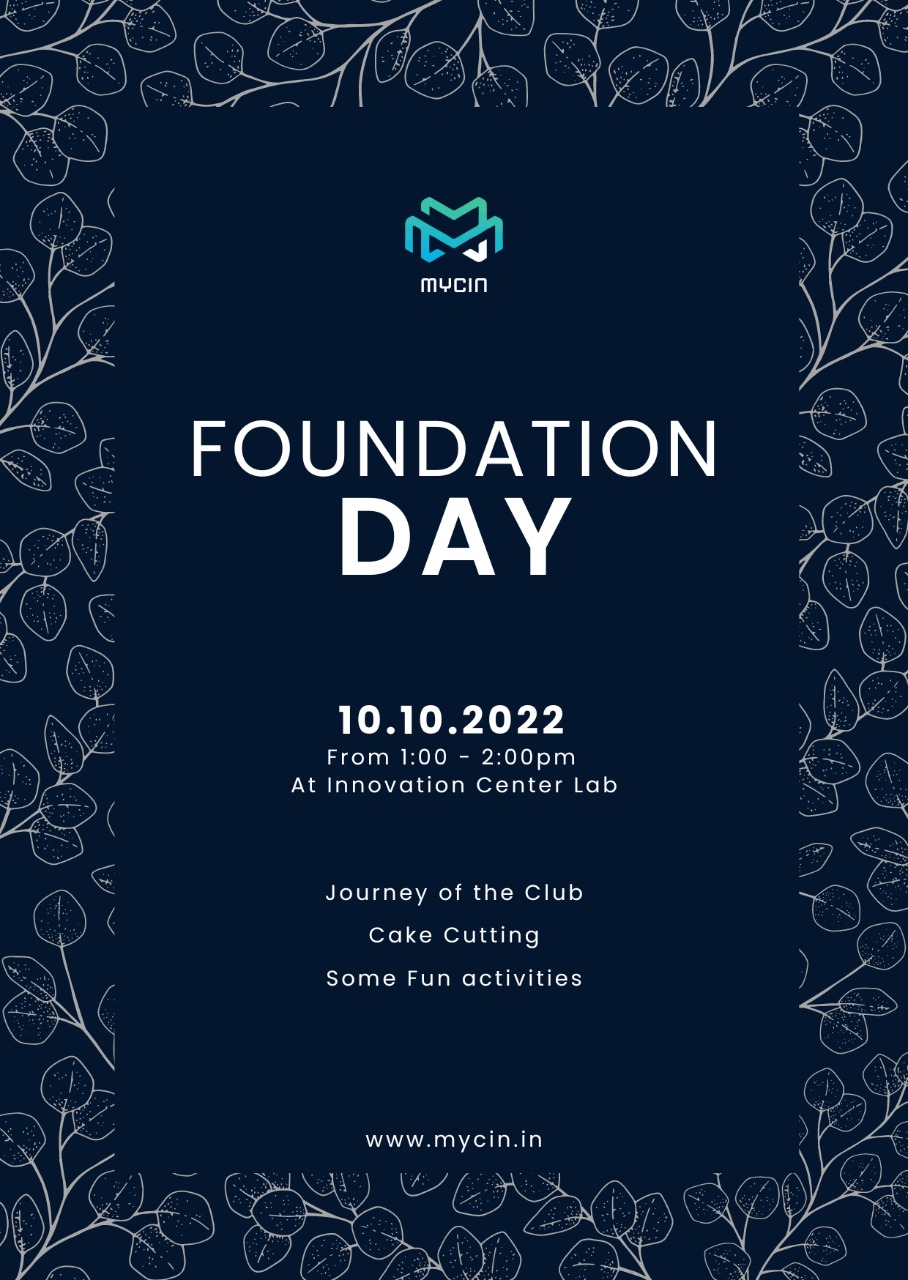 MYCIN
FOUNDATION
DAY
10.10.2022
From 1:00 - 2:00pm
At Innovation Center Lab
Journey of the Club
Cake Cutting
Some Fun activities
www.mycin.in